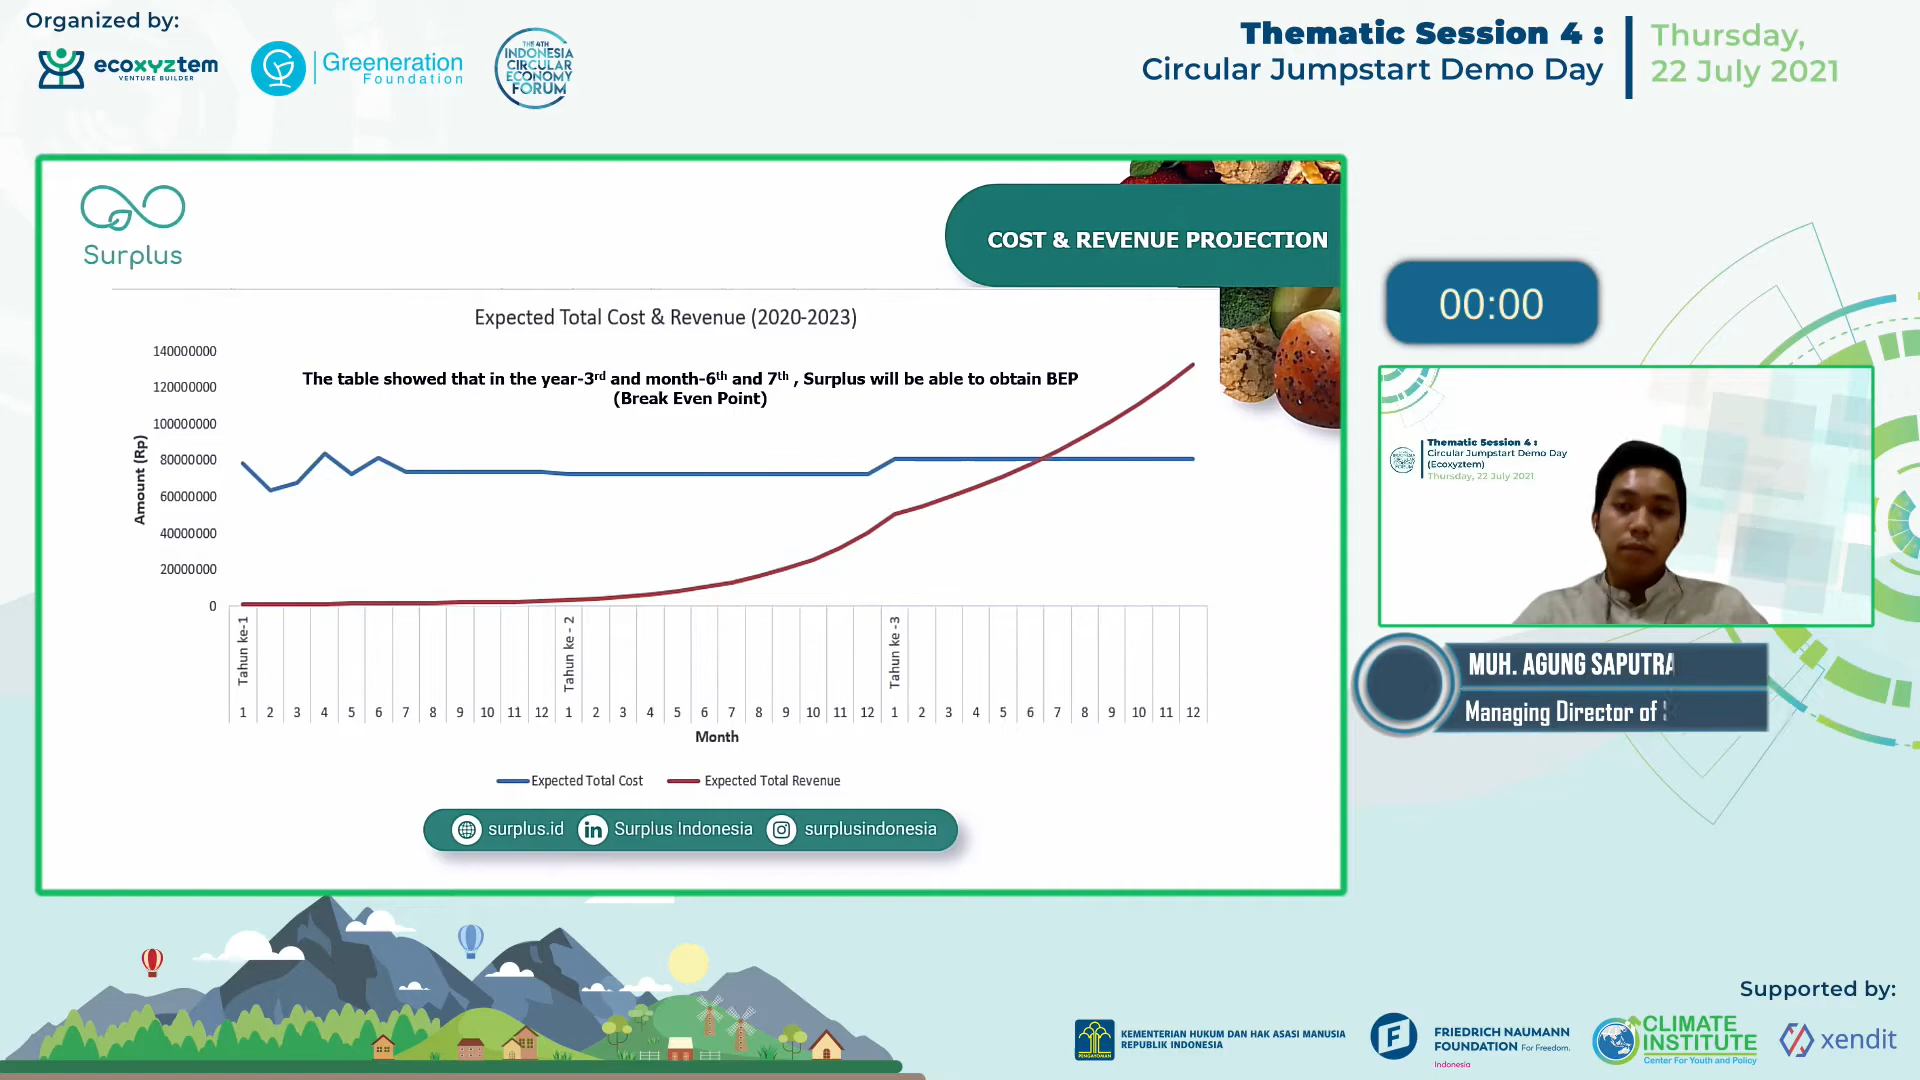 Organized by:
ecoxyztem
VENTURE BUILDER
Greeneration
Foundation
THE 4TH
INDONESIA
CIRCULAR
ECONOMY
FORUM
Thematic Session 4 :
Circular Jumpstart Demo Day
Thursday,
22 July 2021
Surplus
COST & REVENUE PROJECTION
Expected Total Cost & Revenue (2020-2023)
The table showed that in the year-3rd and month-6th and 7th , Surplus will be able to obtain BEP
(Break Even Point)
Amount (Rp)
140000000
120000000
100000000
80000000
60000000
40000000
20000000
0
Tahun ke-1
Tahun ke - 2
Tahun ke -3
1 2 3 4 5 6 7 8 9 10 11 12 1 2 3 4 5 6 7 8 9 10 11 12 1 2 3 4 5 6 7 8 9 10 11 12
Month
Expected Total Cost
Expected Total Revenue
surplus.id
Surplus Indonesia
surplusindonesia
00:00
Thematic Session 4 :
Circular Jumpstart Demo Day
(Ecoxyztem)
Thursday, 22 July 2021
MUH. AGUNG SAPUTRA
Managing Director of
Supported by:
PENGAYOMAN
KEMENTERIAN HUKUM DAN HAK ASASI MANUSIA
REPUBLIK INDONESIA
FRIEDRICH NAUMANN
FOUNDATION For Freedom.
Indonesia
CLIMATE
INSTITUTE
Center For Youth and Policy
xendit